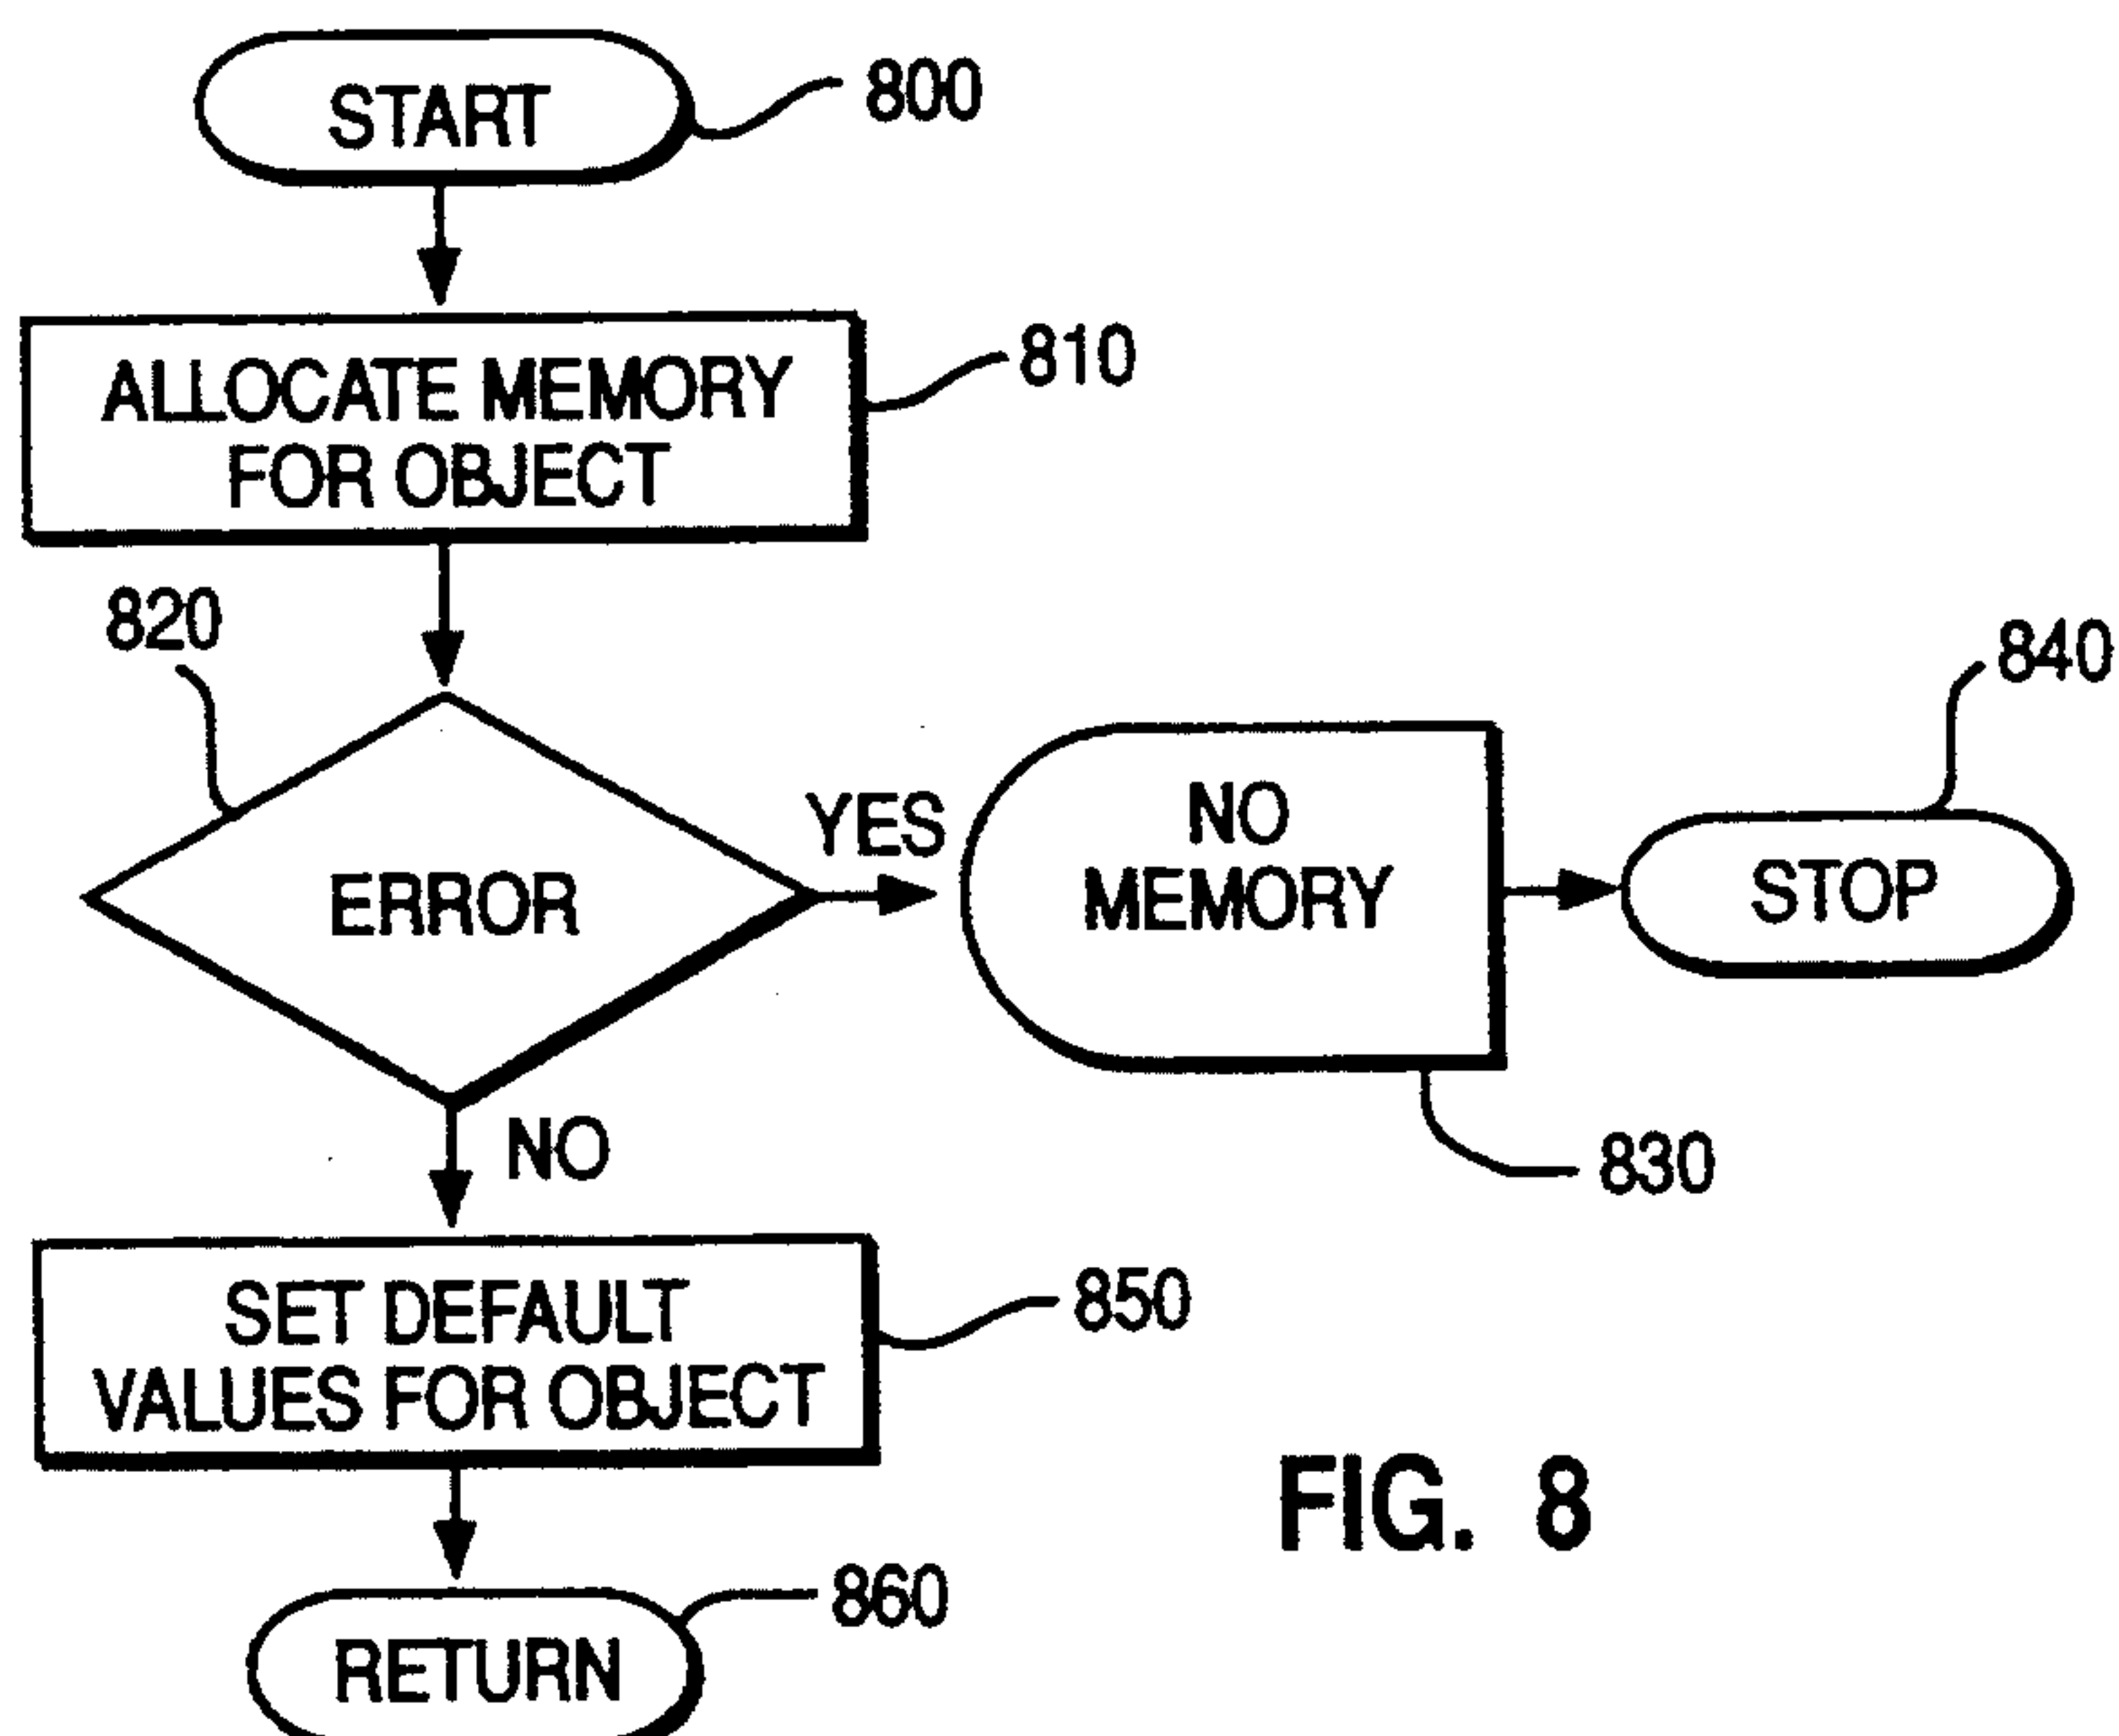 START
800
ALLOCATE MEMORY
FOR OBJECT
810
820
ERROR
YES
NO
MEMORY
830
STOP
840
NO
SET DEFAULT
VALUES FOR OBJECT
850
RETURN
860
FIG. 8